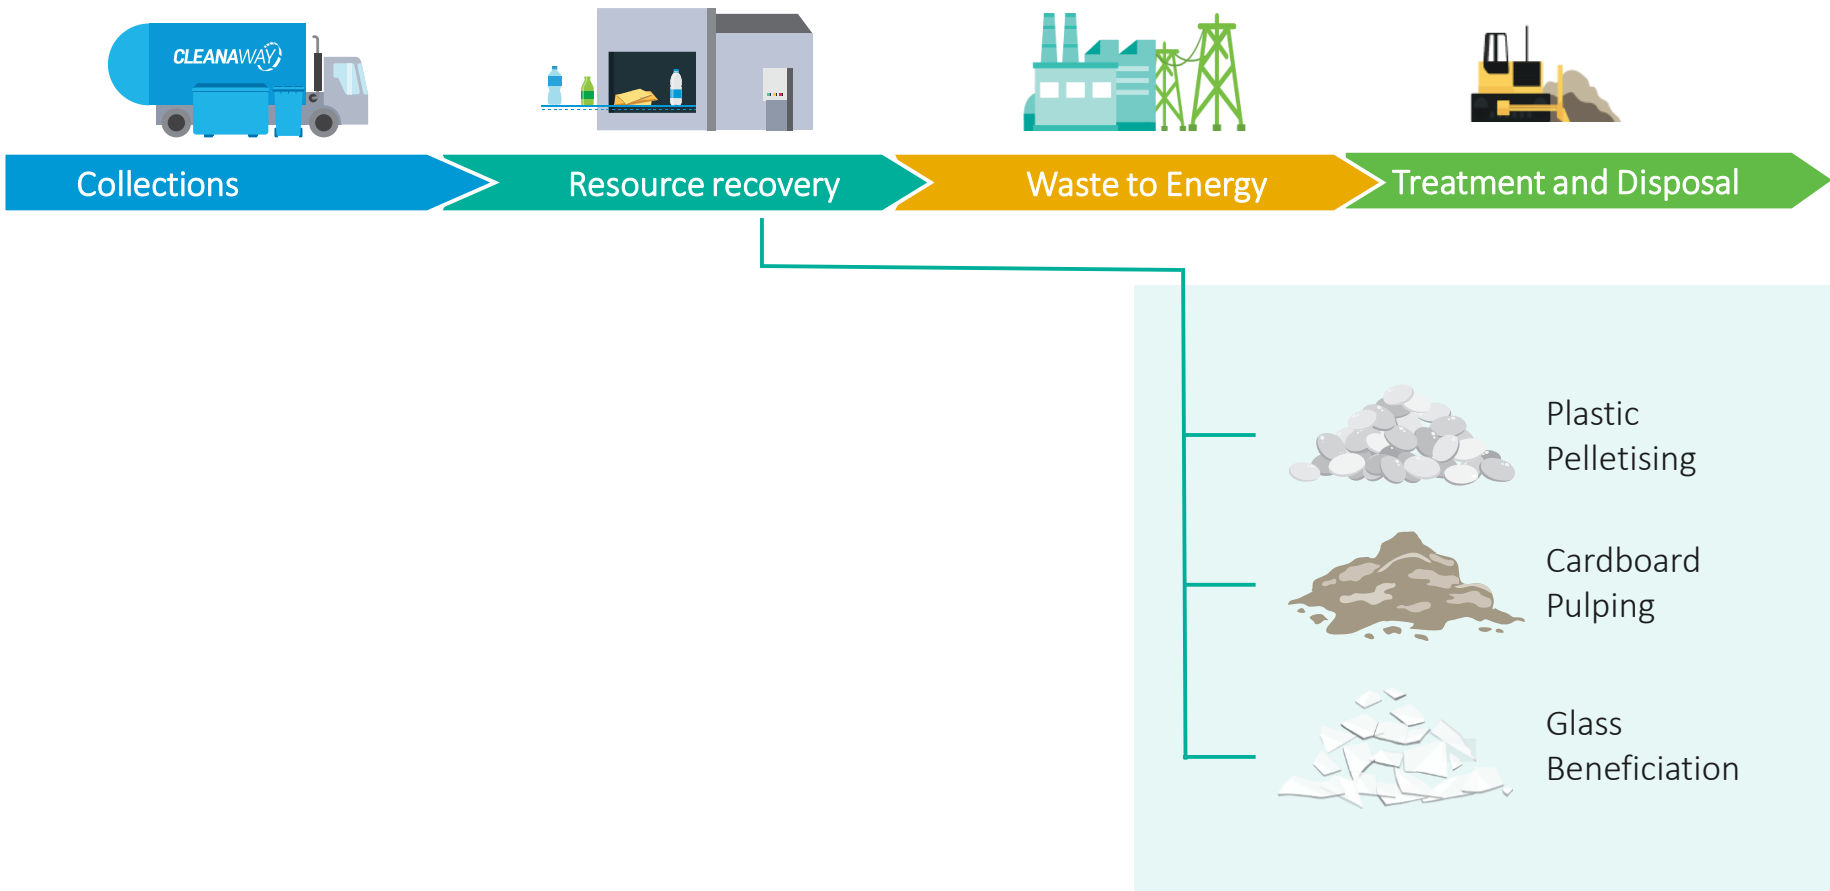 CLEANAWAY
Collections
Resource recovery
Waste to Energy
Treatment and Disposal
Plastic
Pelletising
Cardboard
Pulping
Glass
Beneficiation